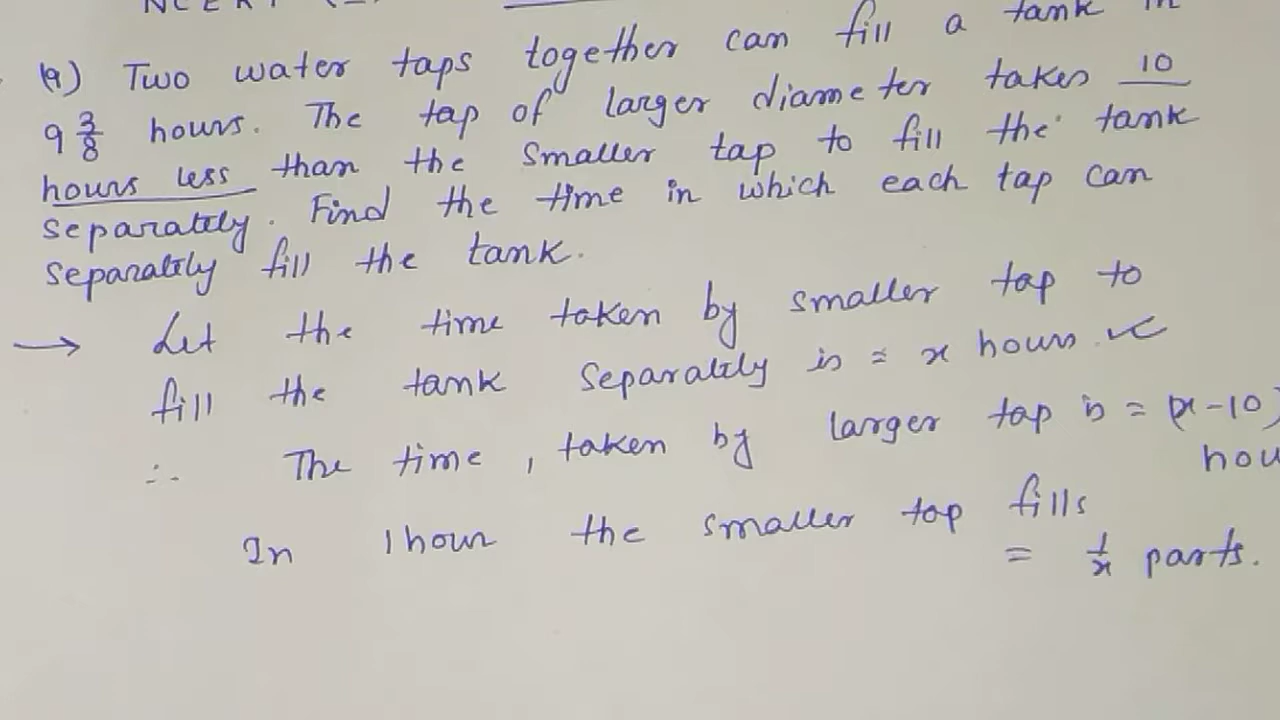 NCERT
(9) Two water taps together can fill a tank in
9 3/8 hours. The tap of larger diameter takes 10
hours less than the smaller tap to fill the tank
separately. Find the time in which each tap can
separately fill the tank.
→ Let the time taken by smaller tap to
fill the tank separately is = x hours.
∴ The time, taken by larger tap is = (x-10)
hou
In 1 hour the smaller tap fills
= 1/x parts.